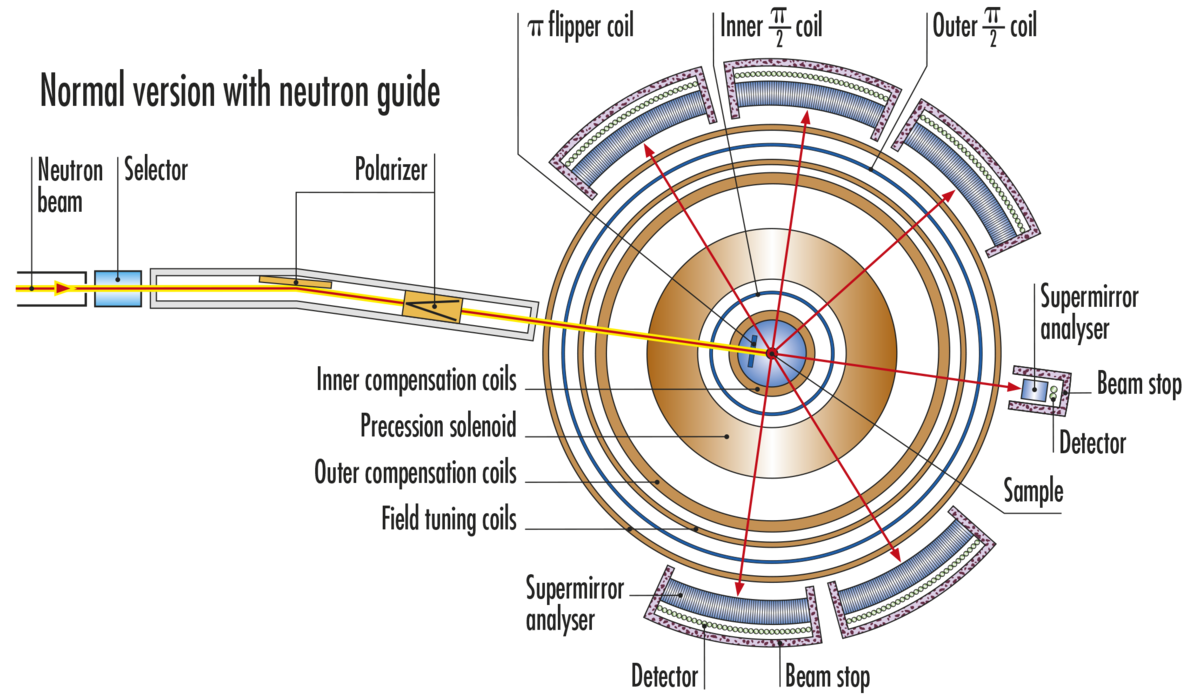 π flipper coil
Inner π/2 coil
Outer π/2 coil
Normal version with neutron guide
Neutron
beam
Selector
Polarizer
Supermirror
analyser
Beam stop
Detector
Inner compensation coils
Precession solenoid
Outer compensation coils
Field tuning coils
Sample
Supermirror
analyser
Detector
Beam stop